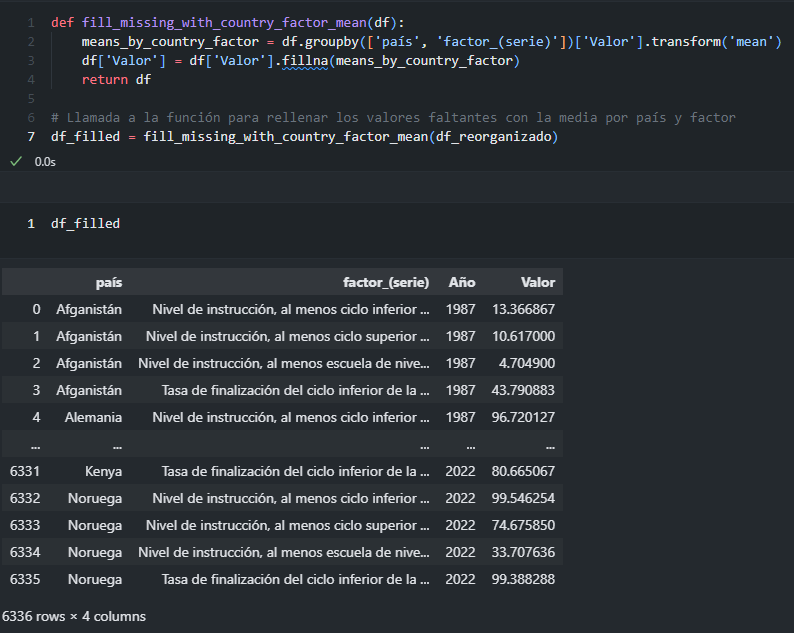 1 def fill_missing_with_country_factor_mean(df):
2 means_by_country_factor = df.groupby(['país', 'factor_(serie)'])['Valor'].transform('mean')
3 df['Valor'] = df['Valor'].fillna(means_by_country_factor)
4 return df
5
6 # Llamada a la función para rellenar los valores faltantes con la media por país y factor
7 df_filled = fill_missing_with_country_factor_mean(df_reorganizado)
✓ 0.0s
1 df_filled
país factor_(serie) Año Valor
0 Afganistán Nivel de instrucción, al menos ciclo inferior ... 1987 13.366867
1 Afganistán Nivel de instrucción, al menos ciclo superior ... 1987 10.617000
2 Afganistán Nivel de instrucción, al menos escuela de nive... 1987 4.704900
3 Afganistán Tasa de finalización del ciclo inferior de la ... 1987 43.790883
4 Alemania Nivel de instrucción, al menos ciclo inferior ... 1987 96.720127
... ... ... ... ...
6331 Kenya Tasa de finalización del ciclo inferior de la ... 2022 80.665067
6332 Noruega Nivel de instrucción, al menos ciclo inferior ... 2022 99.546254
6333 Noruega Nivel de instrucción, al menos ciclo superior ... 2022 74.675850
6334 Noruega Nivel de instrucción, al menos escuela de nive... 2022 33.707636
6335 Noruega Tasa de finalización del ciclo inferior de la ... 2022 99.388288
6336 rows × 4 columns